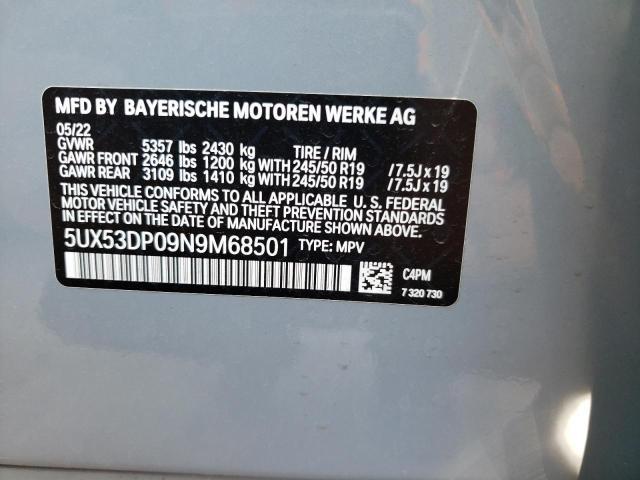 MFD BY BAYERISCHE MOTOREN WERKE AG
05/22
GVWR 5357 lbs 2430 kg TIRE / RIM
GAWR FRONT 2646 lbs 1200 kg WITH 245/50 R19 /7.5J x 19
GAWR REAR 3109 lbs 1410 kg WITH 245/50 R19 /7.5J x 19
THIS VEHICLE CONFORMS TO ALL APPLICABLE U. S. FEDERAL
MOTOR VEHICLE SAFETY AND THEFT PREVENTION STANDARDS
IN EFFECT ON THE DATE OF MANUFACTURE SHOWN ABOVE.
5UX53DP09N9M68501 TYPE: MPV
C4PM
7 320 730